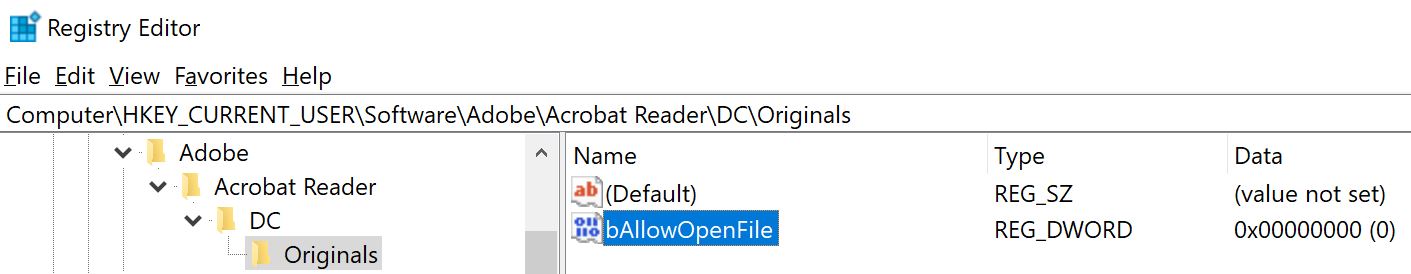 Registry Editor
File Edit View Favorites Help
Computer\HKEY_CURRENT_USER\Software\Adobe\Acrobat Reader\DC\Originals
Adobe
Acrobat Reader
DC
Originals
Name Type Data
(Default) REG_SZ (value not set)
bAllowOpenFile REG_DWORD 0x00000000 (0)